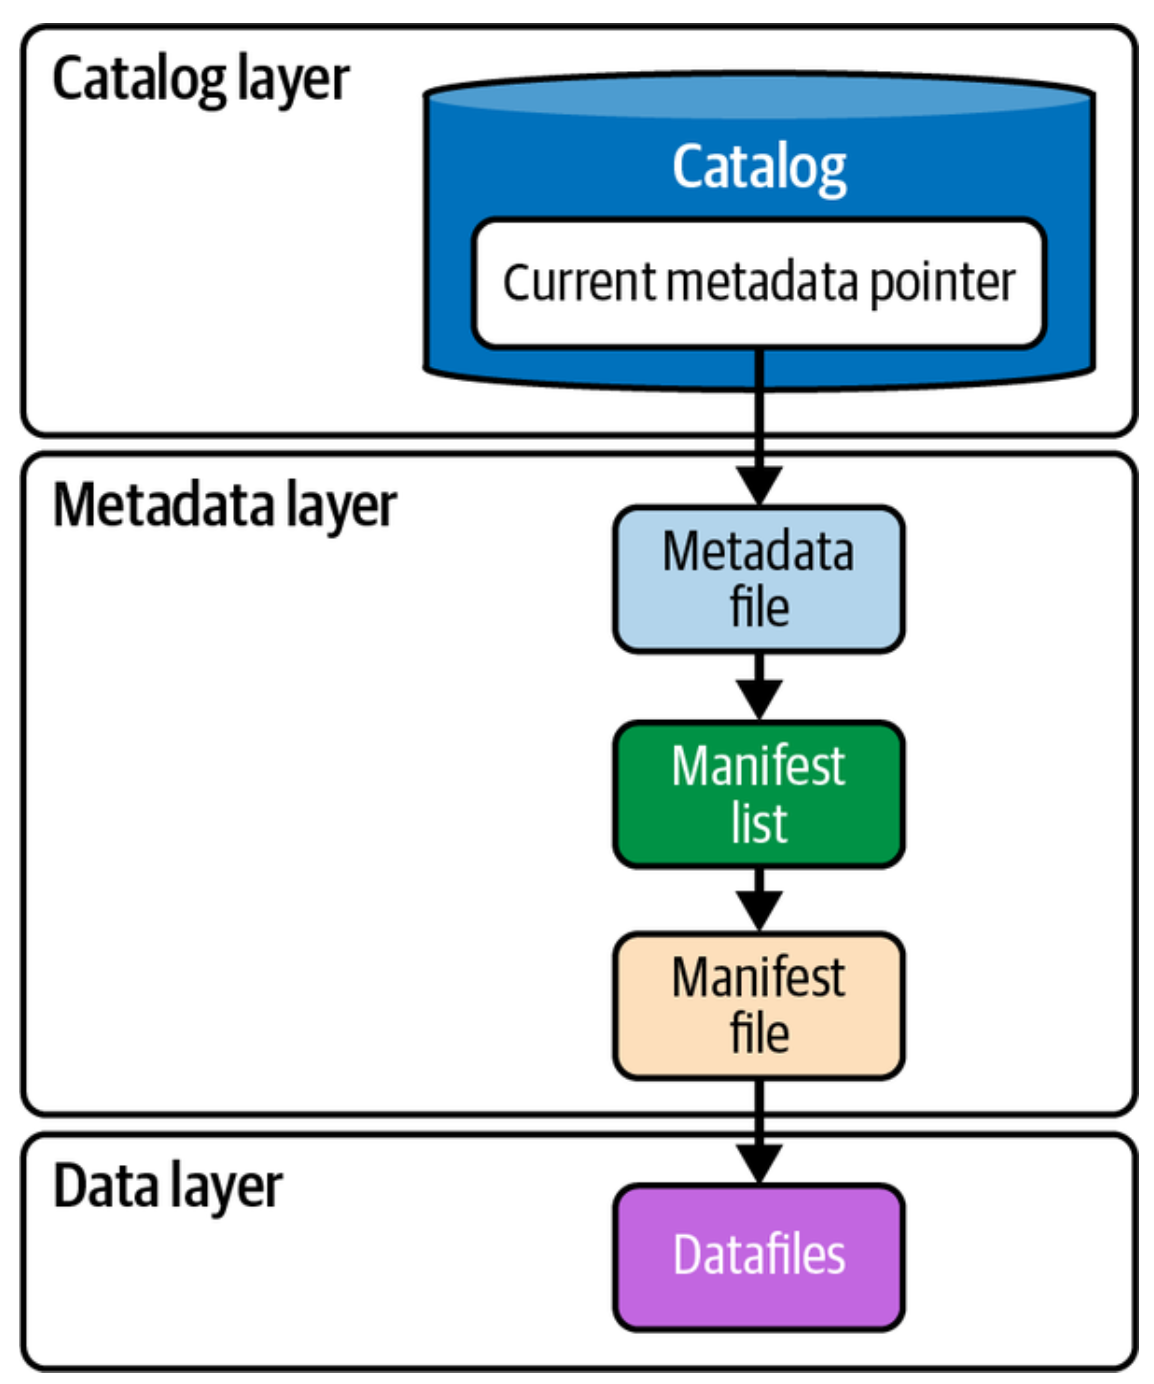 Catalog layer
Catalog
Current metadata pointer
Metadata layer
Metadata
file
Manifest
list
Manifest
file
Data layer
Datafiles